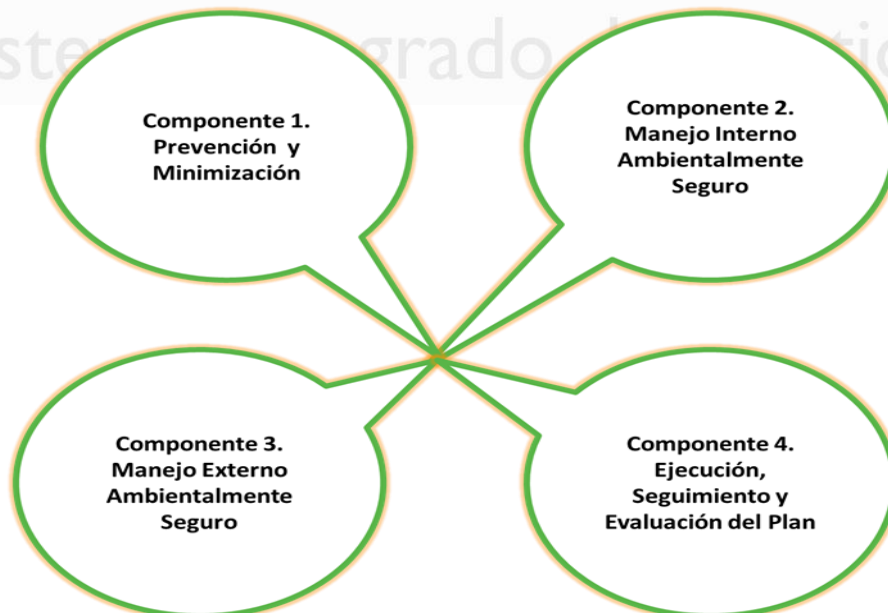 Componente 1.
Prevención y
Minimización
Componente 2.
Manejo Interno
Ambientalmente
Seguro
Componente 3.
Manejo Externo
Ambientalmente
Seguro
Componente 4.
Ejecución,
Seguimiento y
Evaluación del Plan